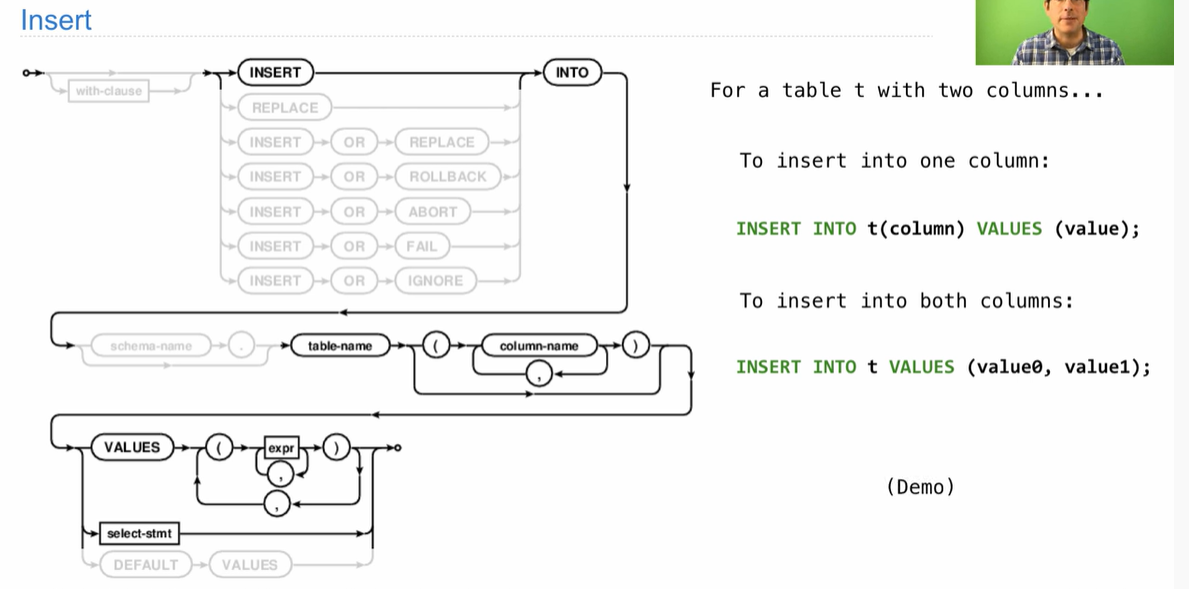 Insert
with-clause
INSERT INTO
REPLACE
INSERT OR REPLACE
INSERT OR ROLLBACK
INSERT OR ABORT
INSERT OR FAIL
INSERT OR IGNORE
schema-name . table-name ( column-name )
,
VALUES ( expr )
,
,
select-stmt
DEFAULT VALUES
For a table t with two columns...
To insert into one column:
INSERT INTO t(column) VALUES (value);
To insert into both columns:
INSERT INTO t VALUES (value0, value1);
(Demo)